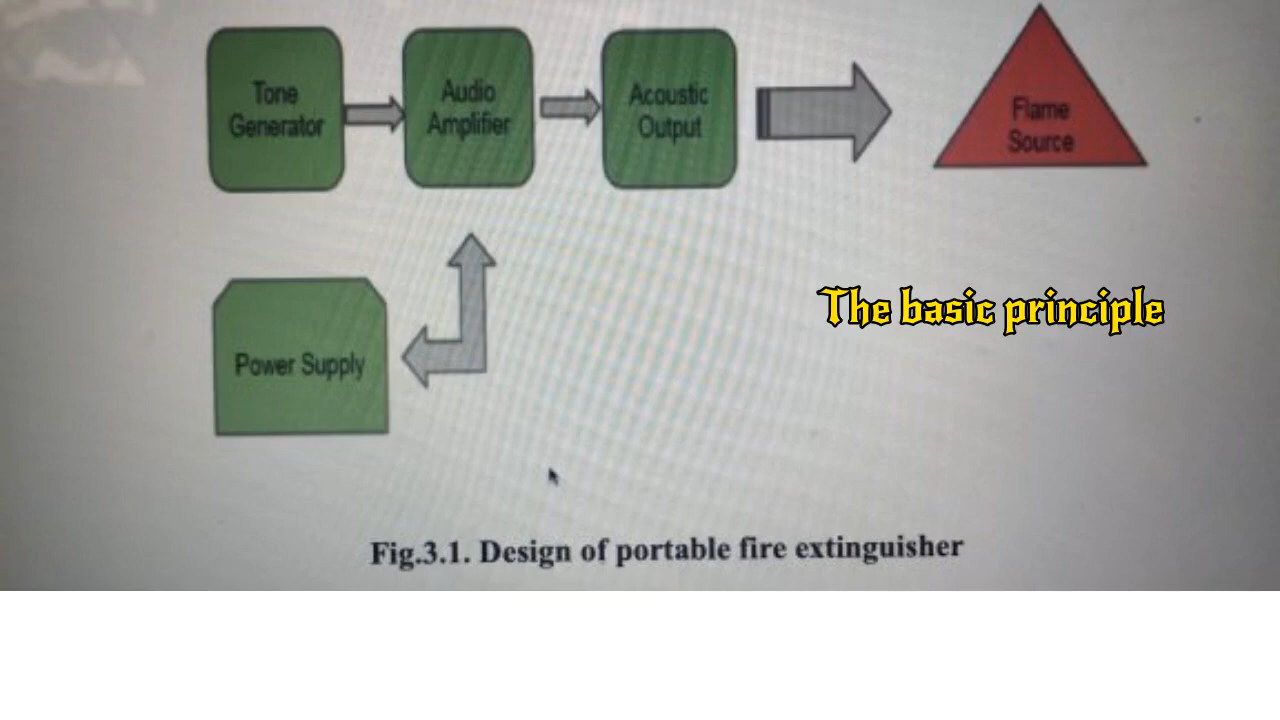 Tone
Generator
Audio
Amplifier
Acoustic
Output
Flame
Source
The basic principle
Power Supply
Fig.3.1. Design of portable fire extinguisher